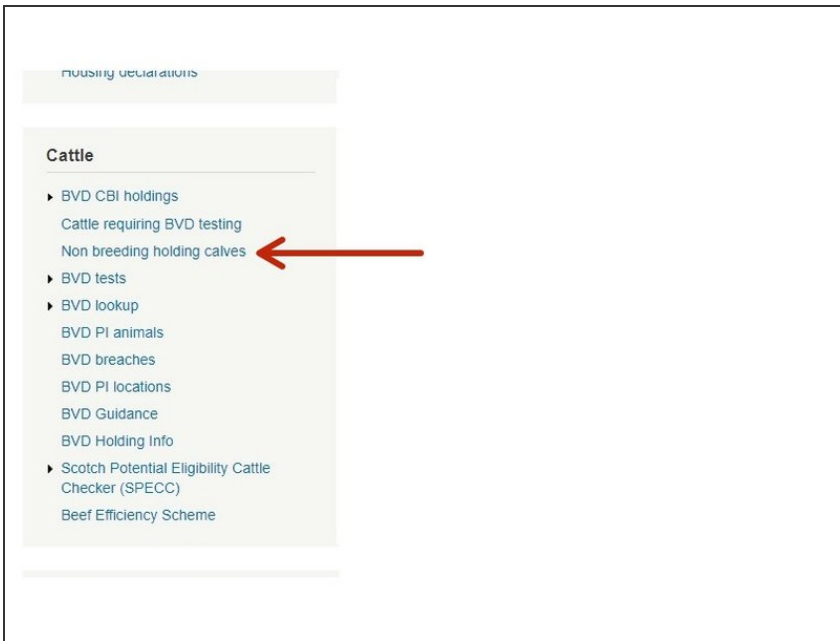 Housing declarations
Cattle
BVD CBI holdings
Cattle requiring BVD testing
Non breeding holding calves
BVD tests
BVD lookup
BVD PI animals
BVD breaches
BVD PI locations
BVD Guidance
BVD Holding Info
Scotch Potential Eligibility Cattle
Checker (SPECC)
Beef Efficiency Scheme